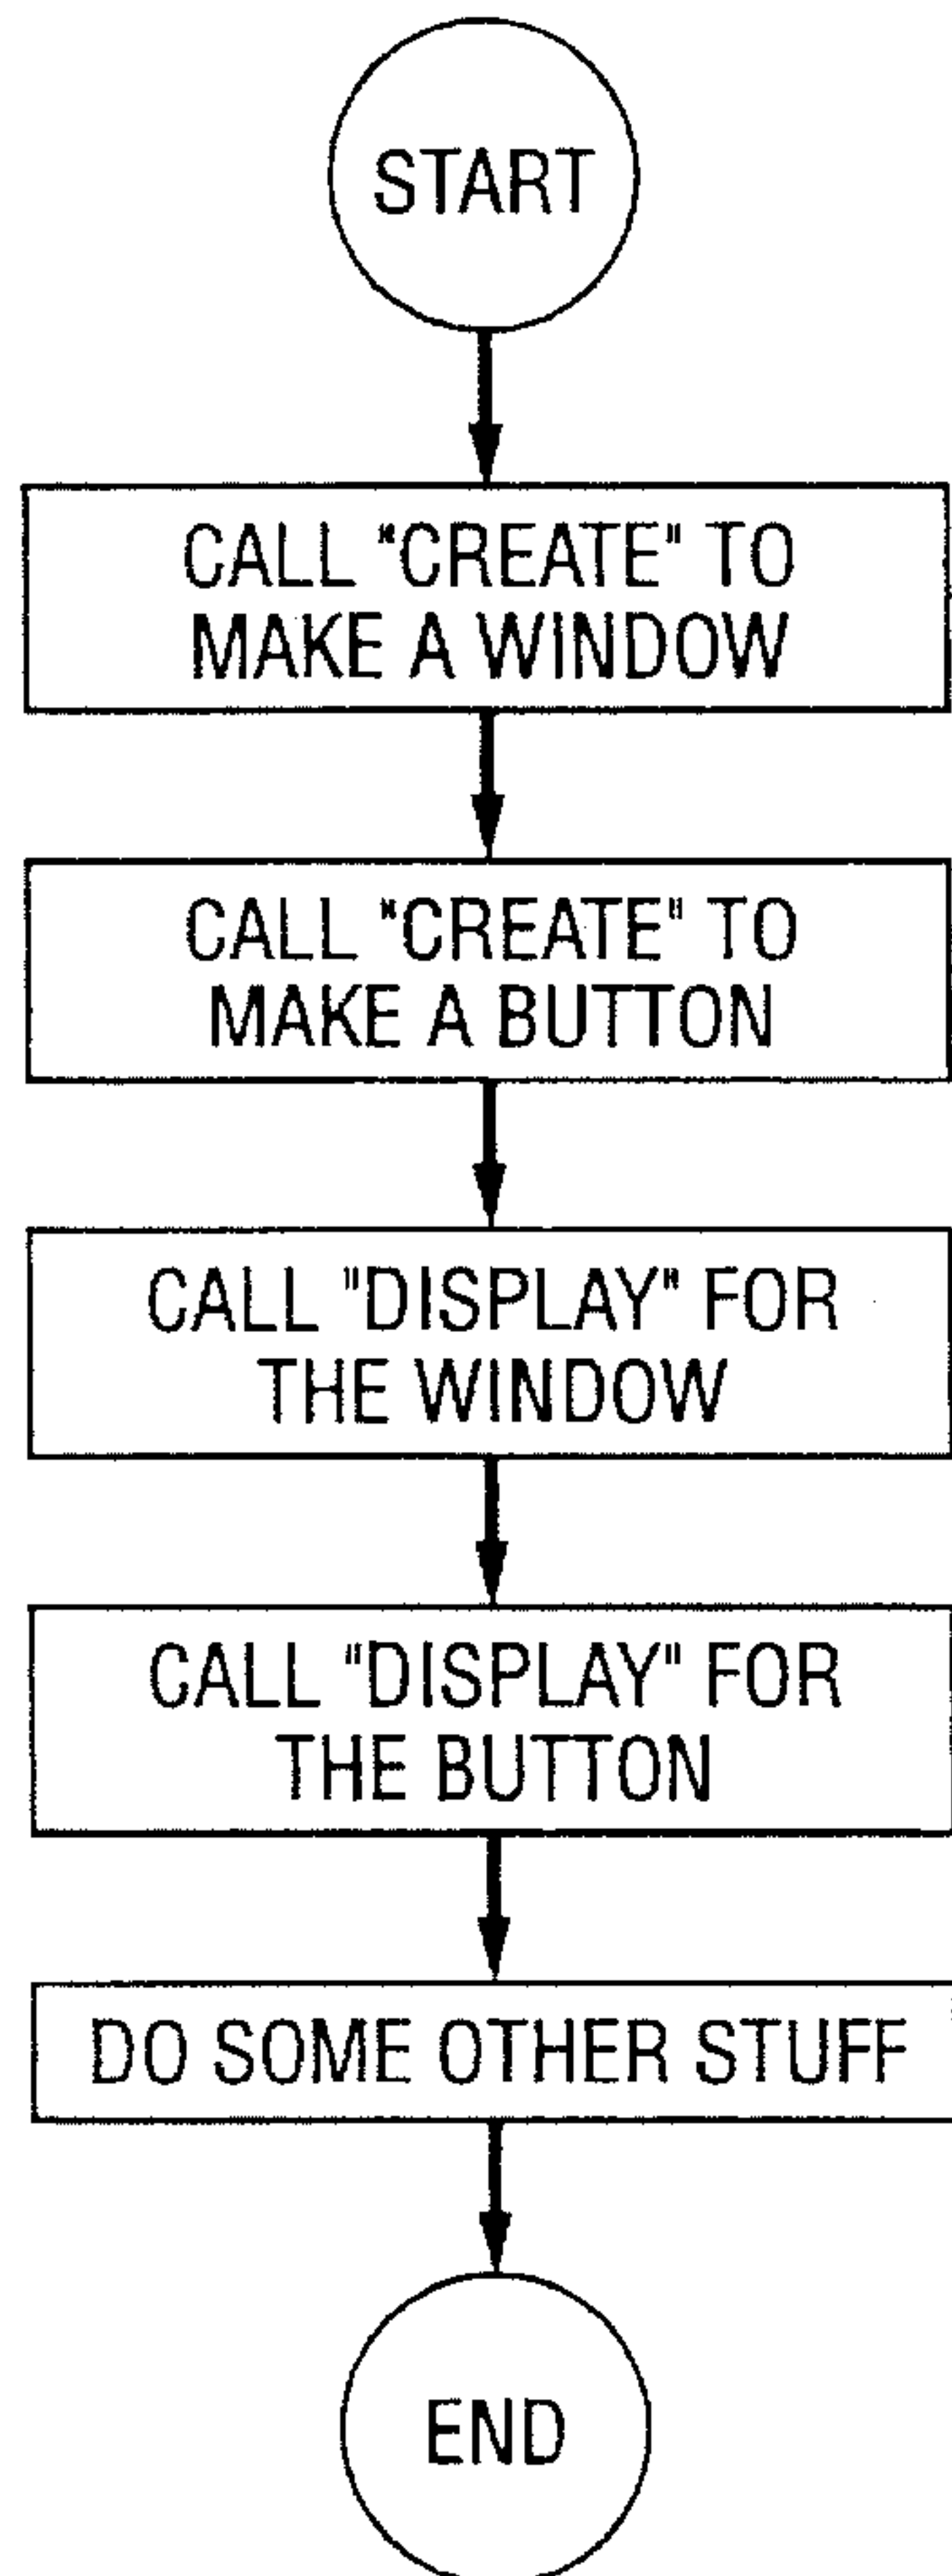 START
CALL "CREATE" TO
MAKE A WINDOW
CALL "CREATE" TO
MAKE A BUTTON
CALL "DISPLAY" FOR
THE WINDOW
CALL "DISPLAY" FOR
THE BUTTON
DO SOME OTHER STUFF
END